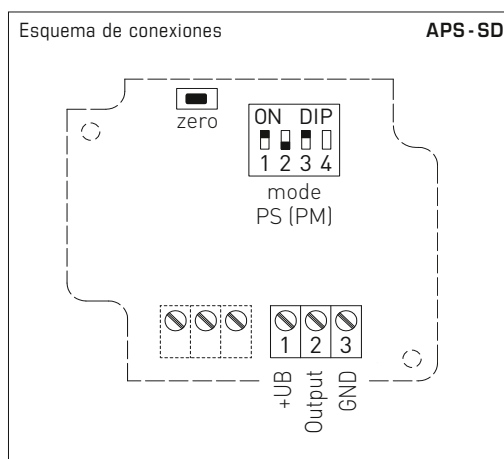 Esquema de conexiones APS-SD
zero
ON DIP
1 2 3 4
mode
PS (PM)
1 2 3
+UB
Output
GND